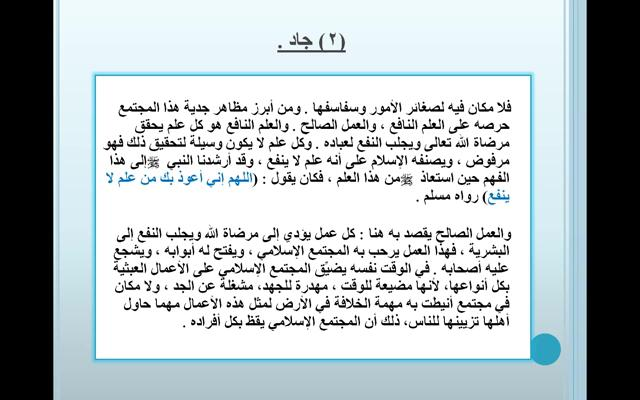 (٢) جاد .
فلا مكان فيه لصغائر الأمور وسفاسفها . ومن أبرز مظاهر جدية هذا المجتمع
حرصه على العلم النافع ، والعمل الصالح . والعلم النافع هو كل علم يحقق
مرضاة الله تعالى ويجلب النفع لعباده . وكل علم لا يكون وسيلة لتحقيق ذلك فهو
مرفوض ، ويصنفه الإسلام على أنه علم لا ينفع ، وقد أرشدنا النبي ﷺ إلى هذا
الفهم حين استعاذ ﷺ من هذا العلم ، فكان يقول : (اللهم إني أعوذ بك من علم لا
ينفع) رواه مسلم .
والعمل الصالح يقصد به هنا : كل عمل يؤدي إلى مرضاة الله ويجلب النفع إلى
البشرية ، فهذا العمل يرحب به المجتمع الإسلامي ، ويفتح له أبوابه ، ويشجع
عليه أصحابه . في الوقت نفسه يضيّق المجتمع الإسلامي على الأعمال العبثية
بكل أنواعها، لأنها مضيعة للوقت ، مهدرة للجهد، مشغلة عن الجد ، ولا مكان
في مجتمع أنيطت به مهمة الخلافة في الأرض لمثل هذه الأعمال مهما حاول
أهلها تزيينها للناس، ذلك أن المجتمع الإسلامي يقظ بكل أفراده .